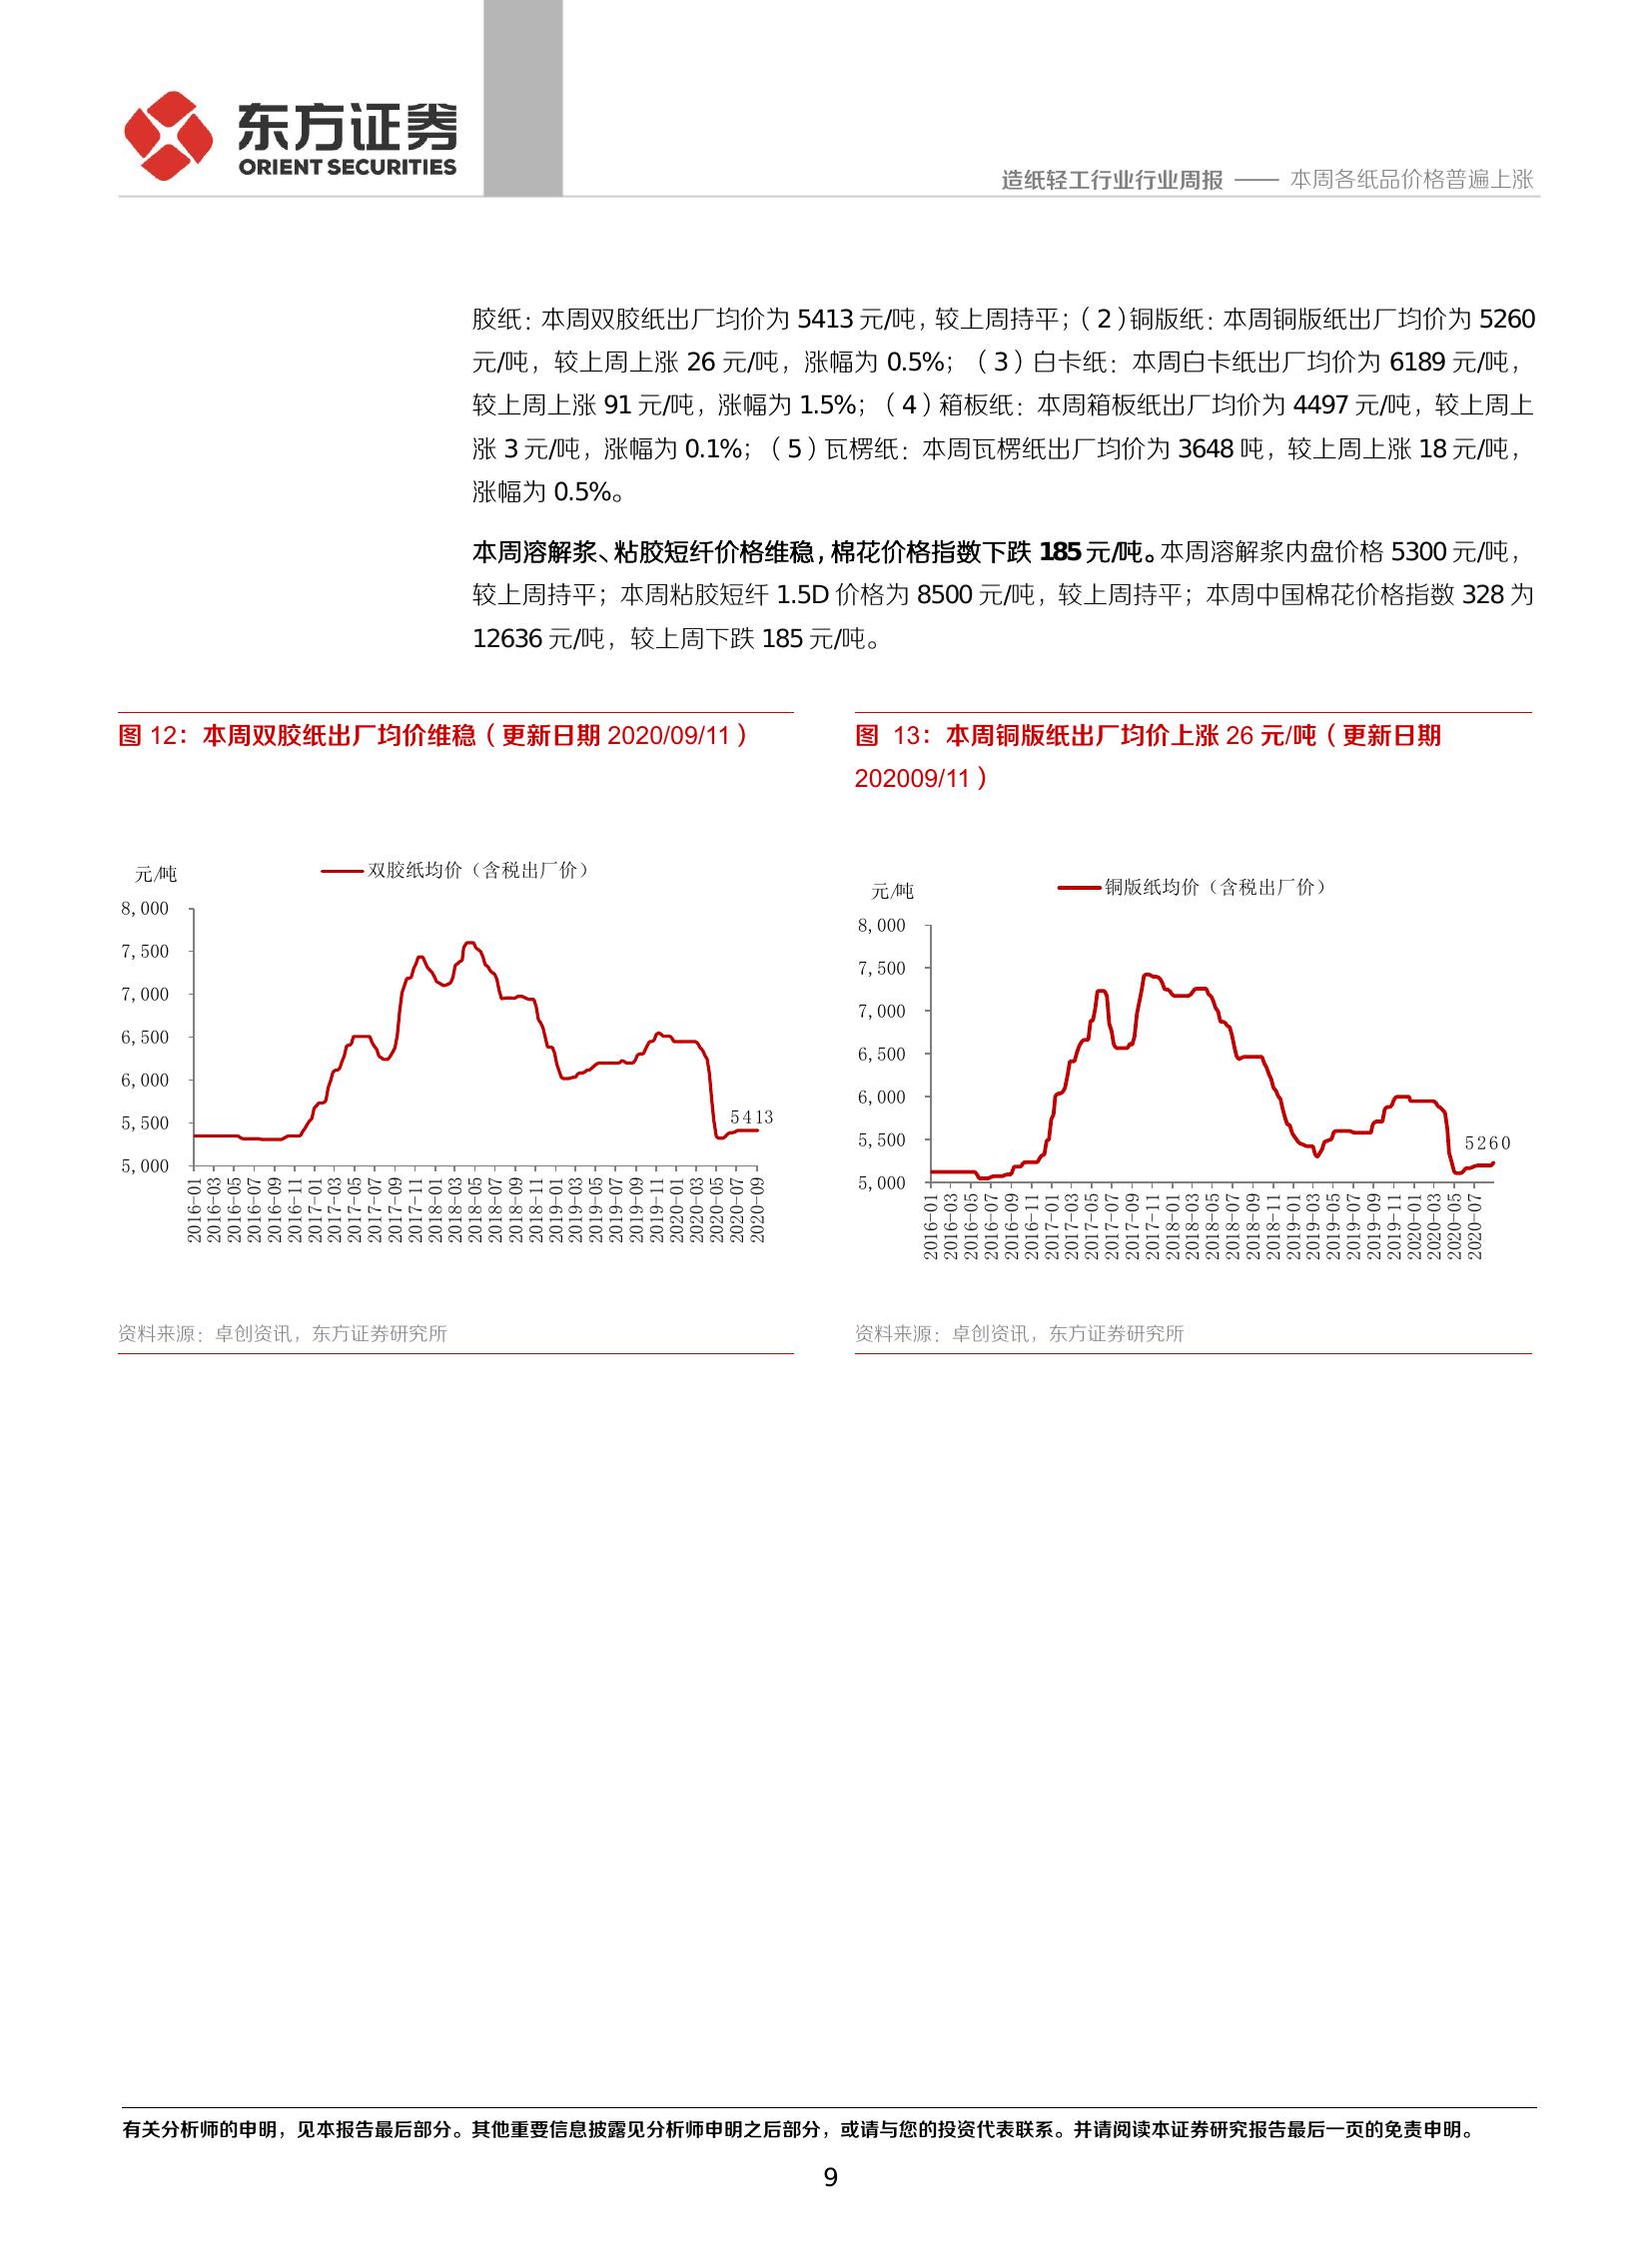 东方证券
ORIENT SECURITIES
造纸轻工行业行业周报 —— 本周各纸品价格普遍上涨
胶纸：本周双胶纸出厂均价为 5413 元/吨，较上周持平；（2）铜版纸：本周铜版纸出厂均价为 5260
元/吨，较上周上涨 26 元/吨，涨幅为 0.5%；（3）白卡纸：本周白卡纸出厂均价为 6189 元/吨，
较上周上涨 91 元/吨，涨幅为 1.5%；（4）箱板纸：本周箱板纸出厂均价为 4497 元/吨，较上周上
涨 3 元/吨，涨幅为 0.1%；（5）瓦楞纸：本周瓦楞纸出厂均价为 3648 吨，较上周上涨 18 元/吨，
涨幅为 0.5%。
本周溶解浆、粘胶短纤价格维稳，棉花价格指数下跌 185 元/吨。本周溶解浆内盘价格 5300 元/吨，
较上周持平；本周粘胶短纤 1.5D 价格为 8500 元/吨，较上周持平；本周中国棉花价格指数 328 为
12636 元/吨，较上周下跌 185 元/吨。
图 12：本周双胶纸出厂均价维稳（更新日期 2020/09/11）
元/吨
双胶纸均价（含税出厂价）
8,000
7,500
7,000
6,500
6,000
5,500
5,000
5413
2016-01 2016-03 2016-05 2016-07 2016-09 2016-11 2017-01 2017-03 2017-05 2017-07 2017-09 2017-11 2018-01 2018-03 2018-05 2018-07 2018-09 2018-11 2019-01 2019-03 2019-05 2019-07 2019-09 2019-11 2020-01 2020-03 2020-05 2020-07 2020-09
资料来源：卓创资讯，东方证券研究所
图 13：本周铜版纸出厂均价上涨 26 元/吨（更新日期
202009/11）
元/吨
铜版纸均价（含税出厂价）
8,000
7,500
7,000
6,500
6,000
5,500
5,000
5260
2016-01 2016-03 2016-05 2016-07 2016-09 2016-11 2017-01 2017-03 2017-05 2017-07 2017-09 2017-11 2018-01 2018-03 2018-05 2018-07 2018-09 2018-11 2019-01 2019-03 2019-05 2019-07 2019-09 2019-11 2020-01 2020-03 2020-05 2020-07
资料来源：卓创资讯，东方证券研究所
有关分析师的申明，见本报告最后部分。其他重要信息披露见分析师申明之后部分，或请与您的投资代表联系。并请阅读本证券研究报告最后一页的免责申明。
9